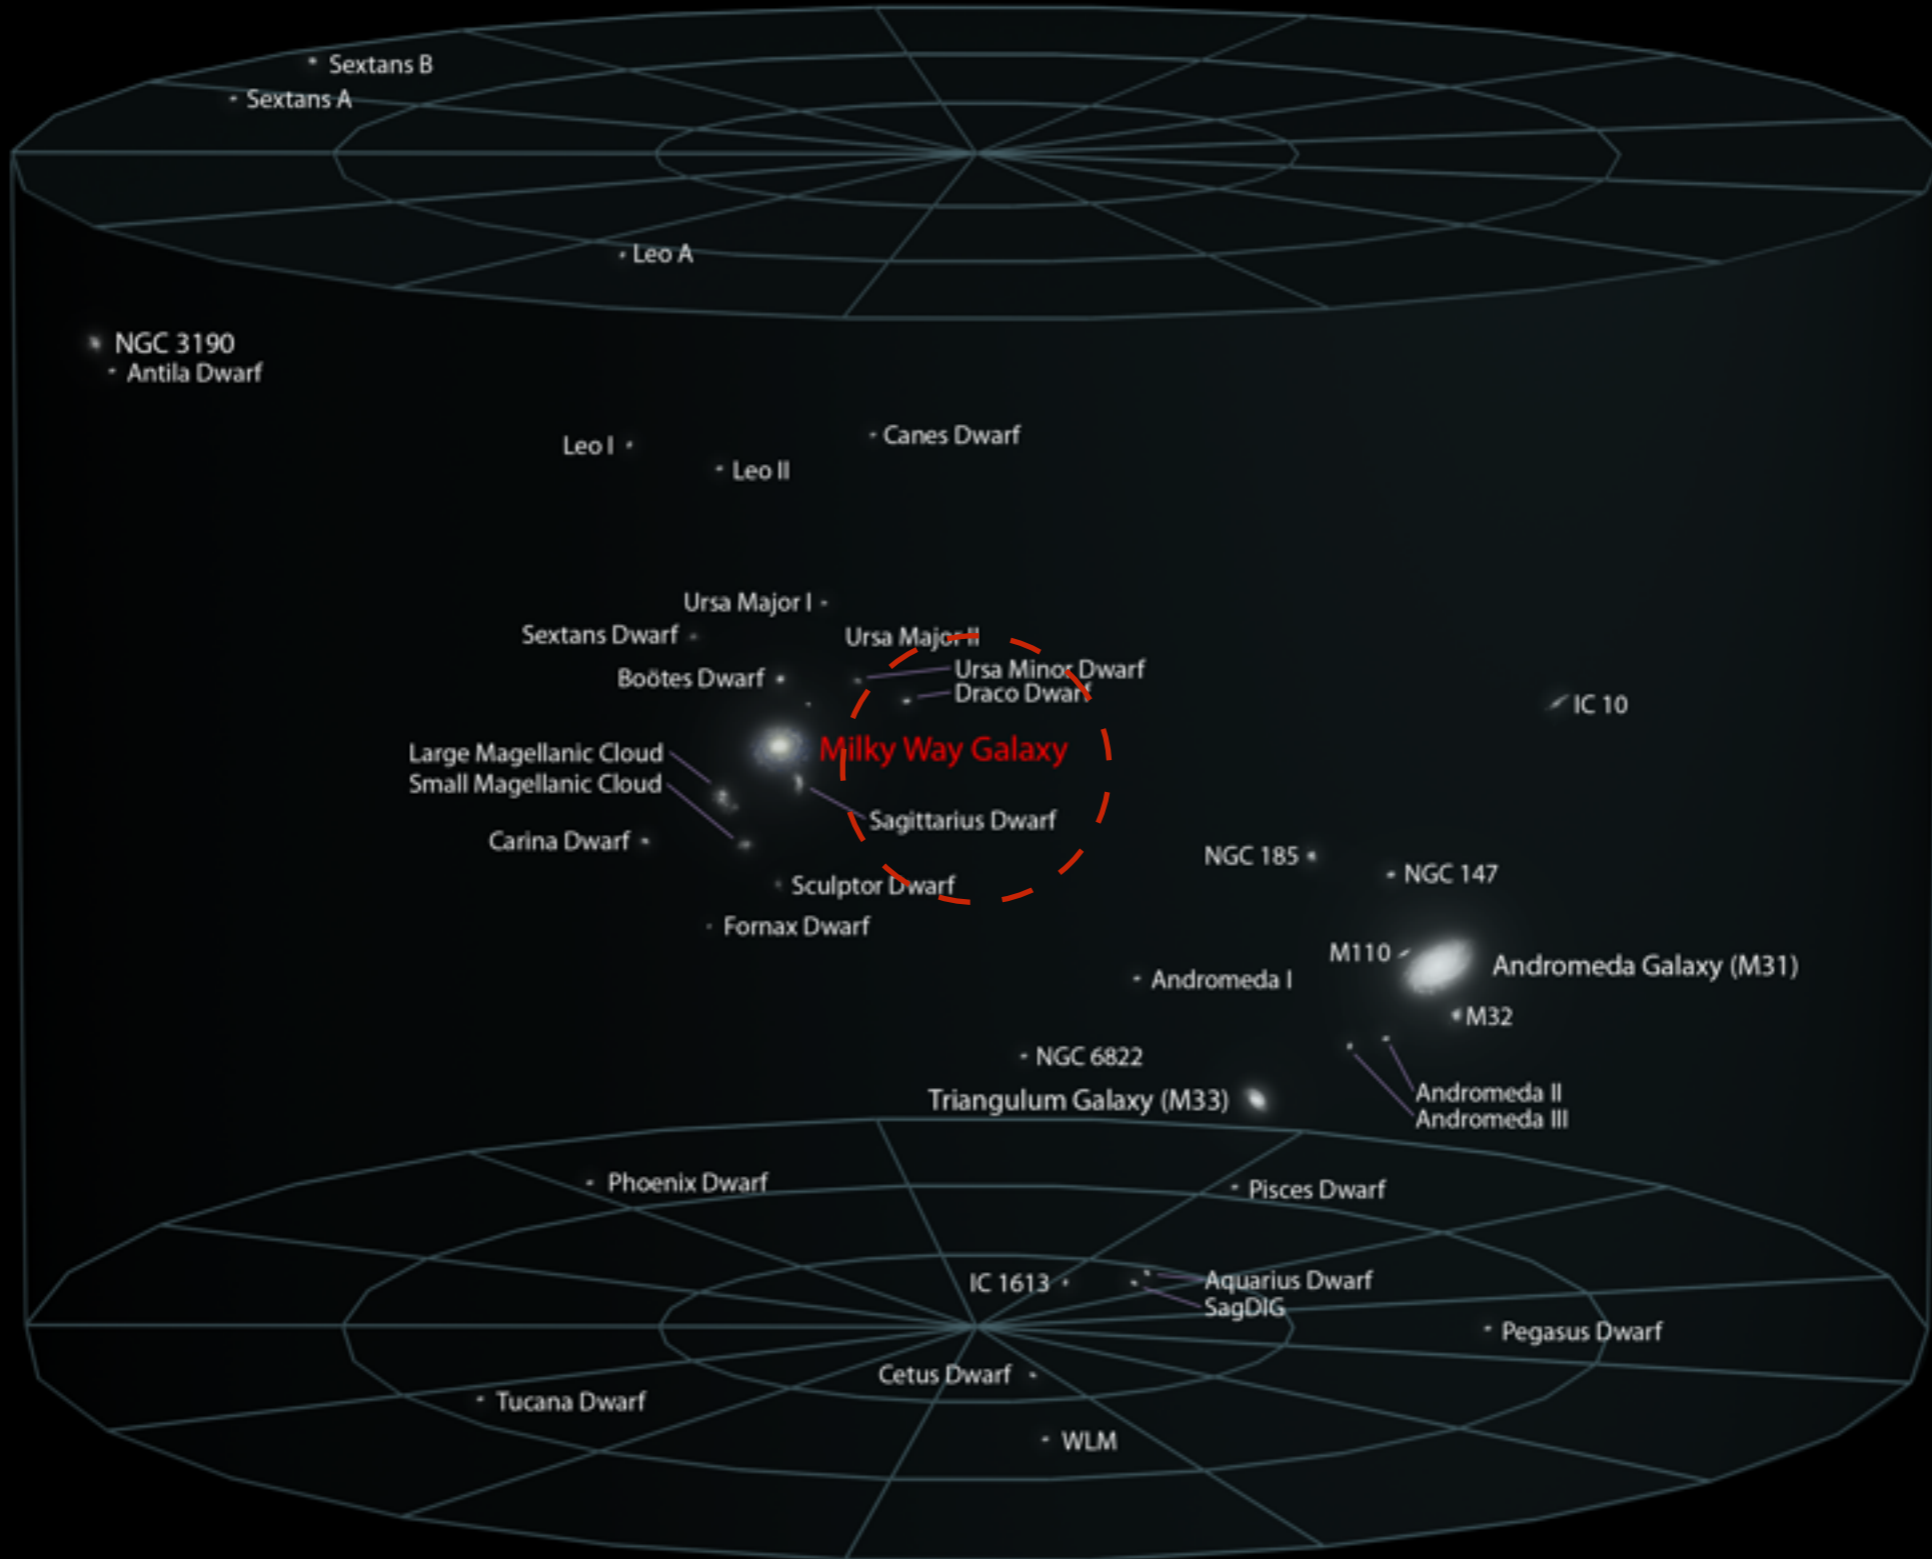 Sextans B
Sextans A
Leo A
NGC 3190
Antila Dwarf
Canes Dwarf
Leo I
Leo II
Ursa Major I
Sextans Dwarf
Ursa Major II
Ursa Minor Dwarf
Boötes Dwarf
Draco Dwarf
IC 10
Milky Way Galaxy
Large Magellanic Cloud
Small Magellanic Cloud
Sagittarius Dwarf
Carina Dwarf
NGC 185
NGC 147
Sculptor Dwarf
Fornax Dwarf
M110
Andromeda Galaxy (M31)
Andromeda I
M32
NGC 6822
Andromeda II
Triangulum Galaxy (M33)
Andromeda III
Phoenix Dwarf
Pisces Dwarf
IC 1613
Aquarius Dwarf
SagDIG
Pegasus Dwarf
Cetus Dwarf
Tucana Dwarf
WLM